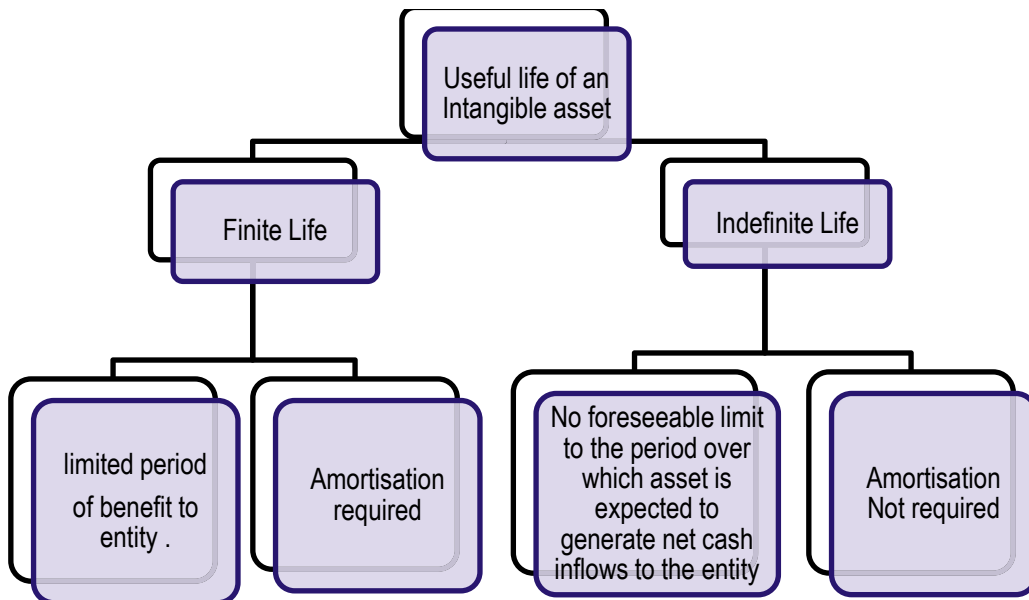 Useful life of an
Intangible asset
Finite Life
Indefinite Life
limited period
of benefit to
entity .
Amortisation
required
No foreseeable limit
to the period over
which asset is
expected to
generate net cash
inflows to the entity
Amortisation
Not required